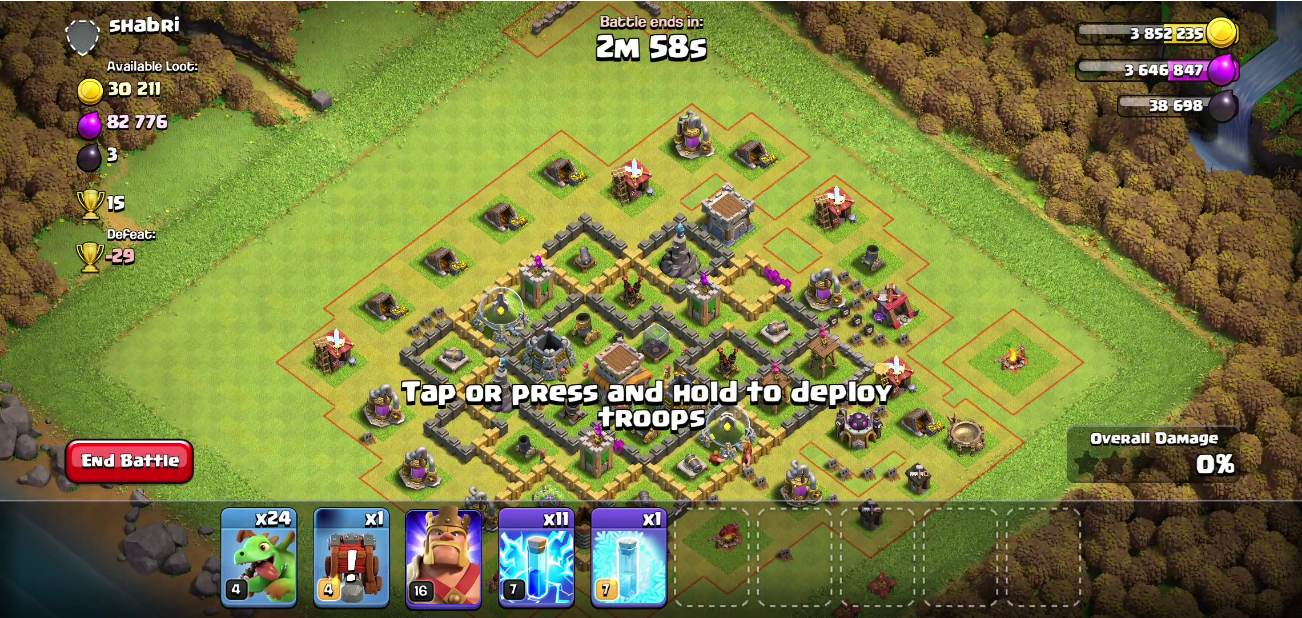 shabri
Available Loot:
30 211
82 776
3
15
Defeat:
-29
Battle ends in:
2m 58s
3 852 235
3 646 847
38 698
Tap or press and hold to deploy
troops
End Battle
Overall Damage
0%
x24
4
x1
4
16
x11
7
x1
7